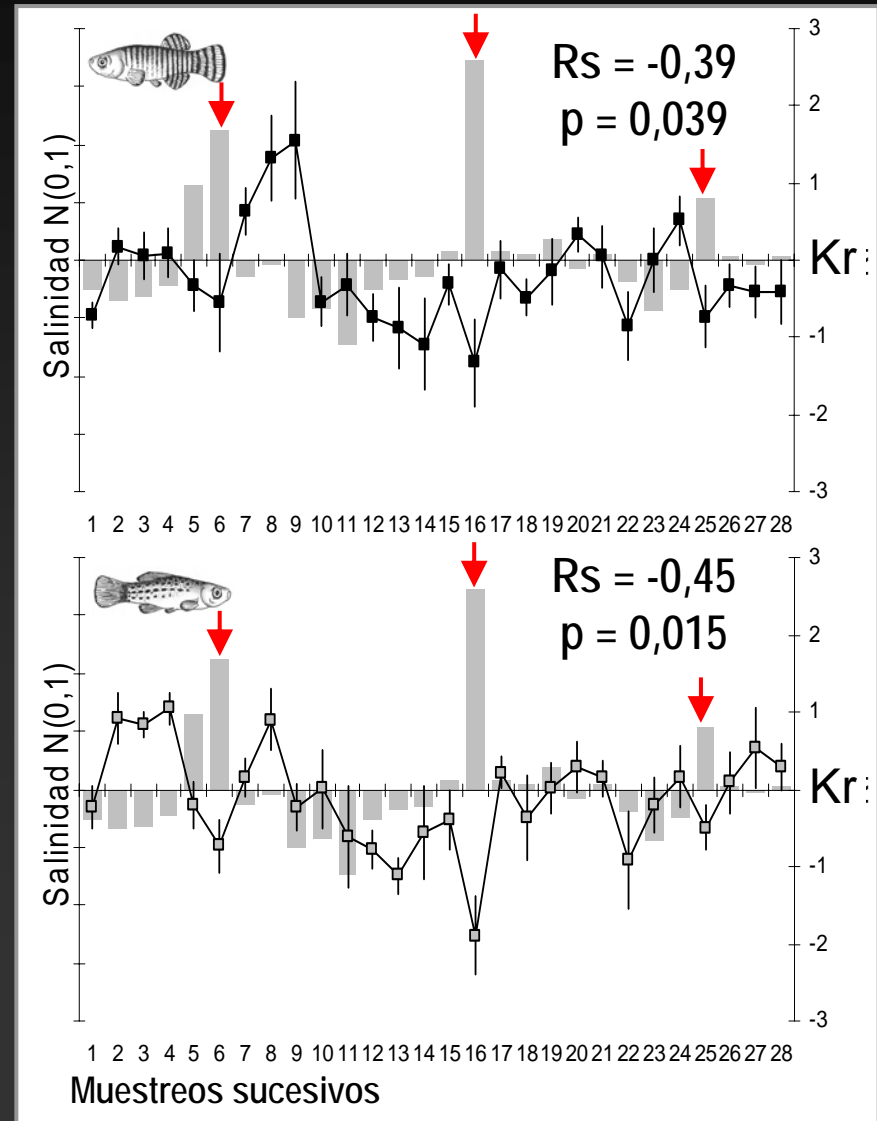 3
Rs = -0,39
2
p = 0,039
1
Salinidad N(0,1)
Kr
-1
-2
-3
1 2 3 4 5 6 7 8 9 10 11 12 13 14 15 16 17 18 19 20 21 22 23 24 25 26 27 28
3
Rs = -0,45
2
p = 0,015
1
Salinidad N(0,1)
Kr
-1
-2
-3
1 2 3 4 5 6 7 8 9 10 11 12 13 14 15 16 17 18 19 20 21 22 23 24 25 26 27 28
Muestreos sucesivos